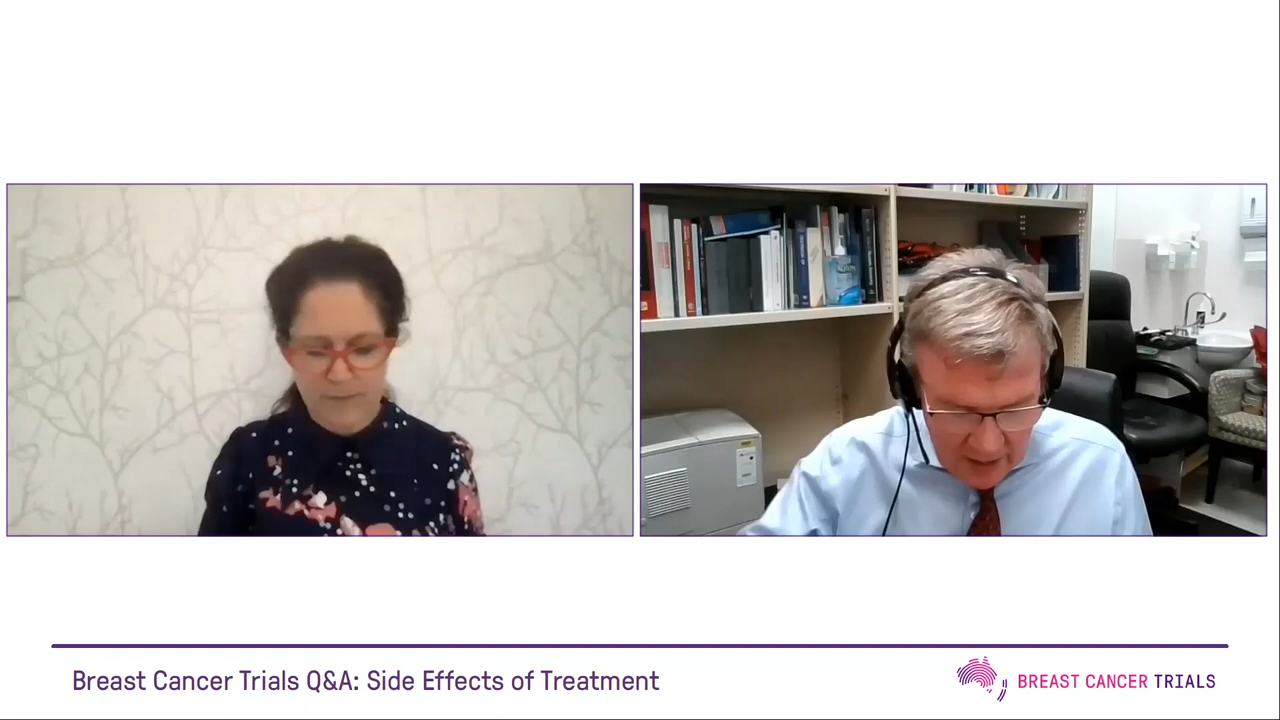 Breast Cancer Trials Q&A: Side Effects of Treatment
BREAST CANCER TRIALS